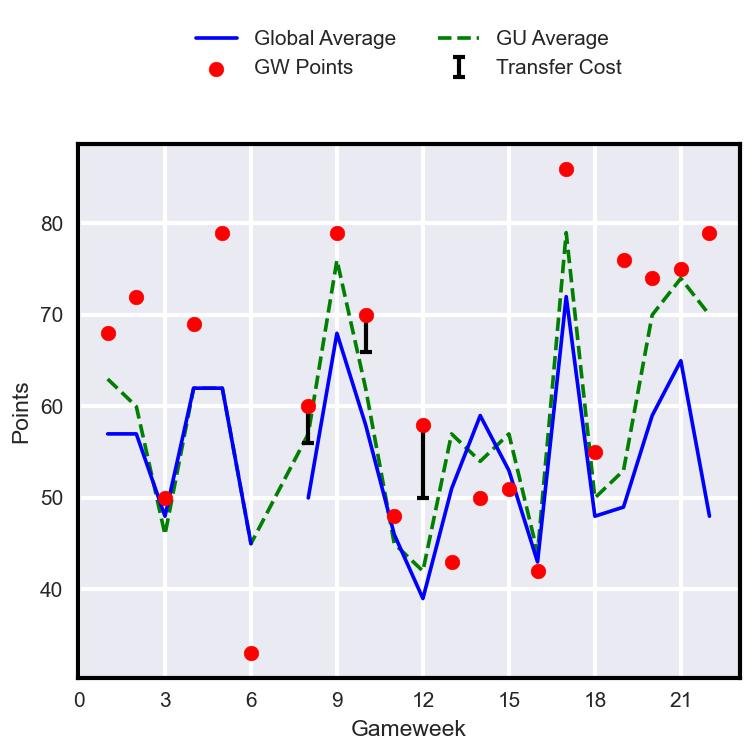 Global Average GU Average
GW Points Transfer Cost
80
70
60
50
40
Points
0 3 6 9 12 15 18 21
Gameweek